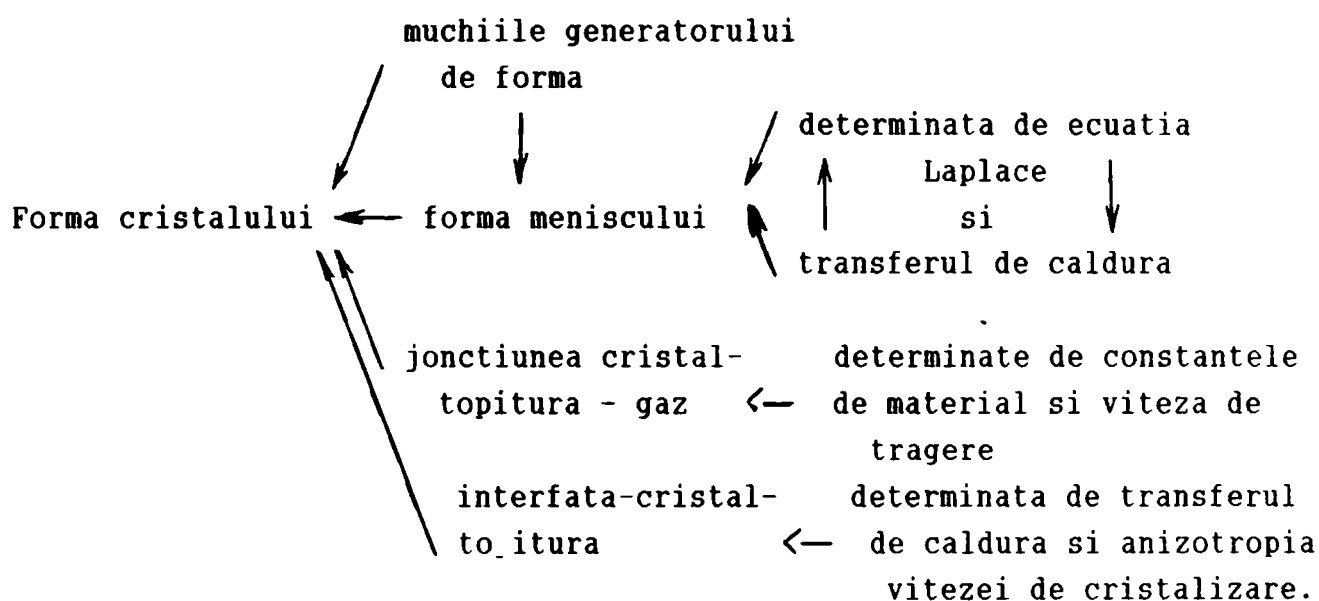 muchiile generatorului
de forma
determinata de ecuatia
Laplace
Forma cristalului
forma meniscului
si
transferul de caldura
jonctiunea cristal-
determinate de constantele
topitura - gaz
de material si viteza de
tragere
interfata-cristal-
determinata de transferul
to_itura
de caldura si anizotropia
vitezei de cristalizare.